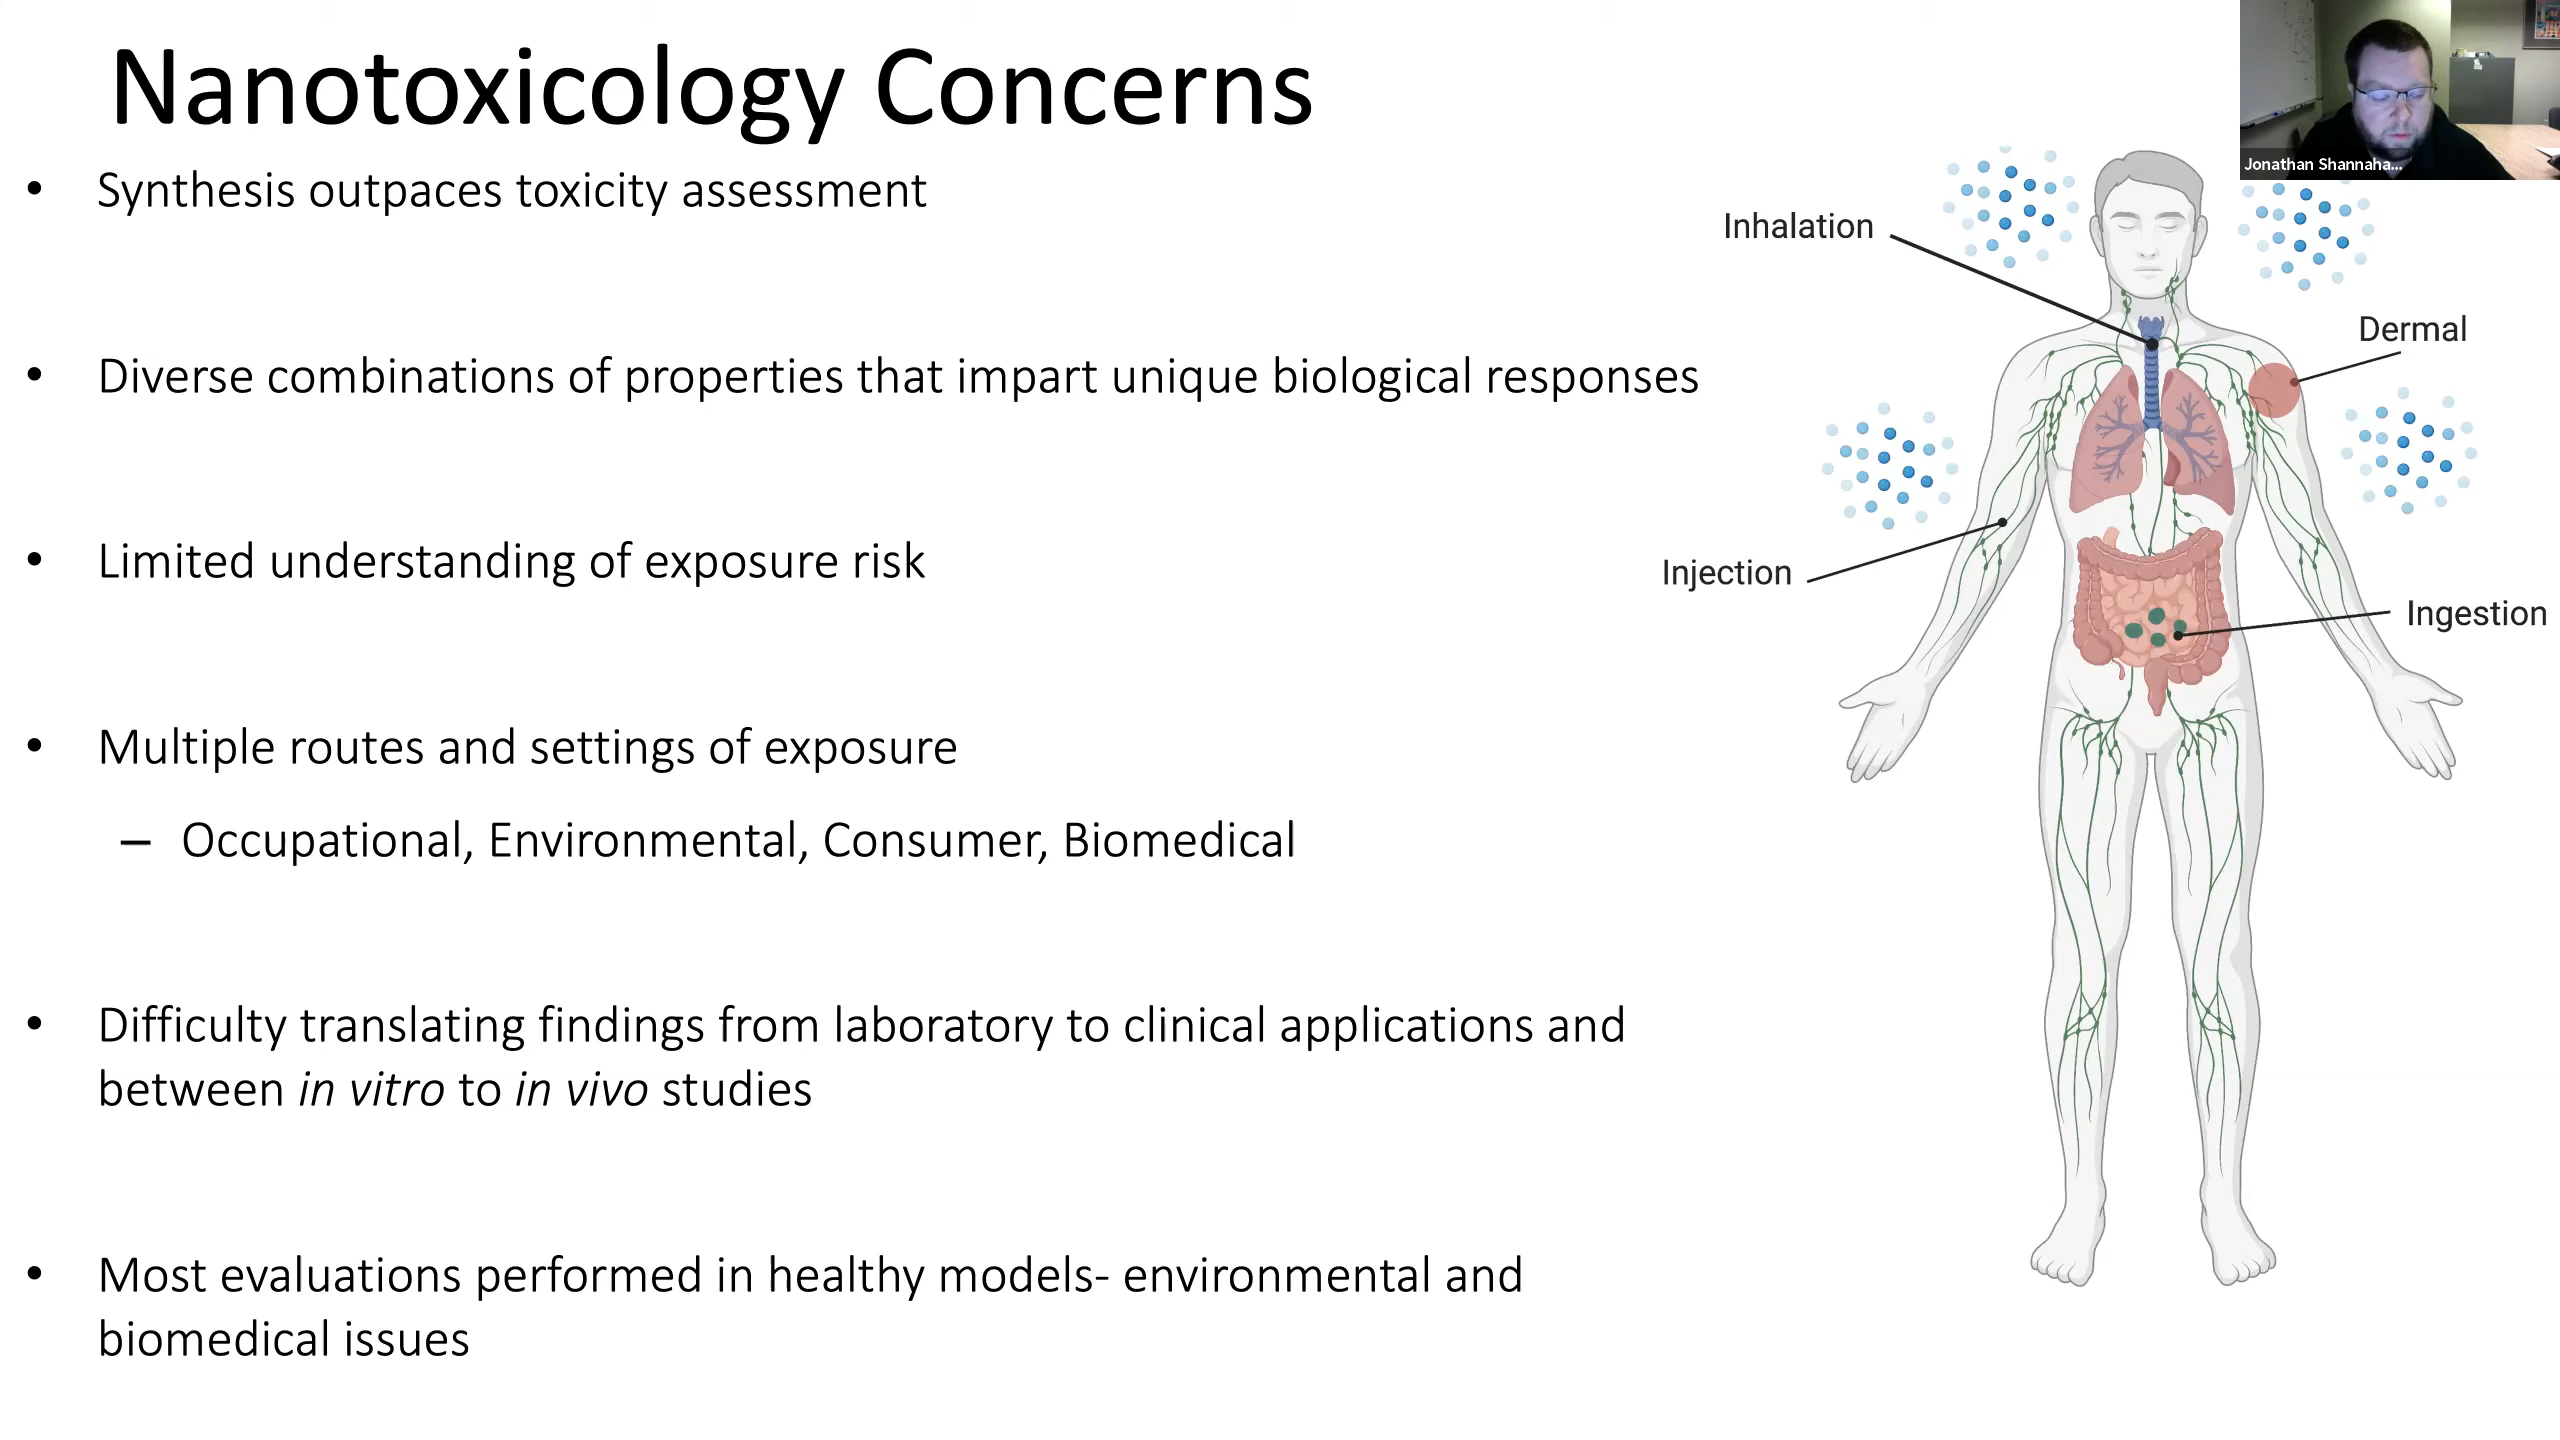 Nanotoxicology Concerns
Jonathan Shannaha...
• Synthesis outpaces toxicity assessment
• Diverse combinations of properties that impart unique biological responses
• Limited understanding of exposure risk
• Multiple routes and settings of exposure
– Occupational, Environmental, Consumer, Biomedical
• Difficulty translating findings from laboratory to clinical applications and
between in vitro to in vivo studies
• Most evaluations performed in healthy models- environmental and
biomedical issues
Inhalation
Dermal
Injection
Ingestion